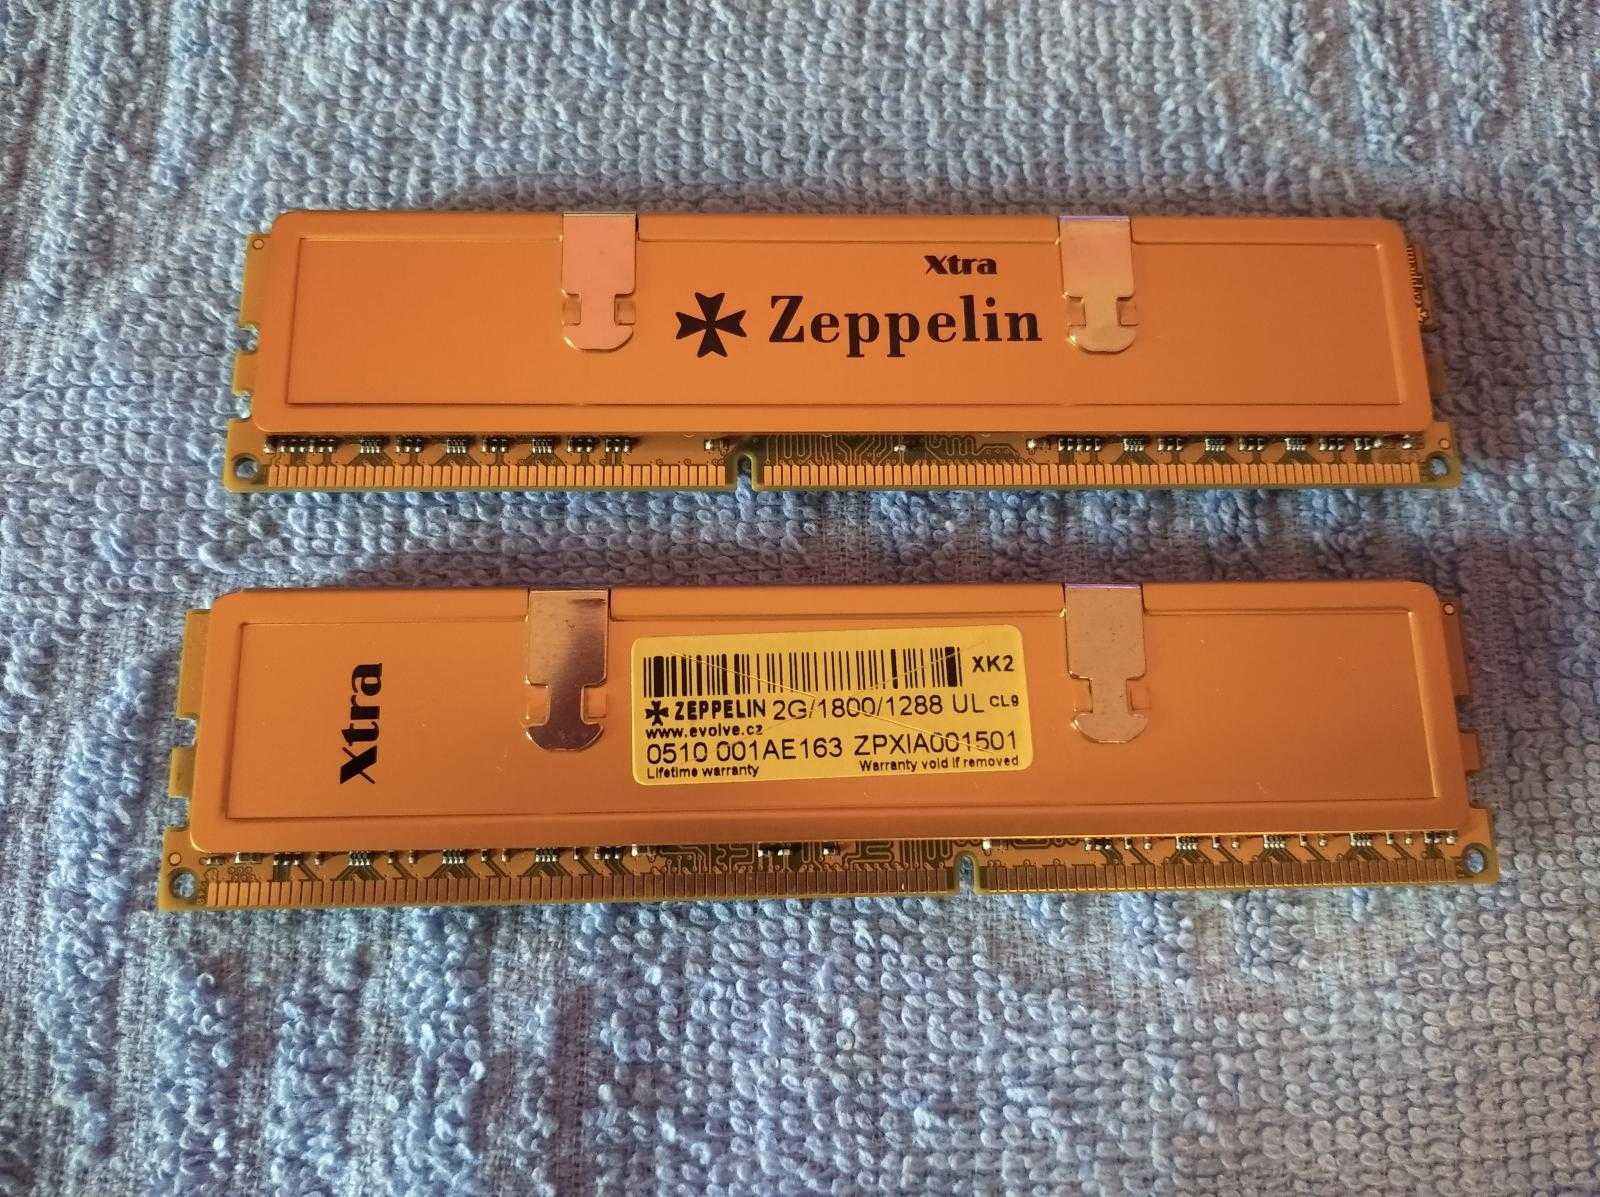 Xtra
Zeppelin
Zeppelin
Xtra
XK2
ZEPPELIN 2G/1800/1288 UL CL9
www.evolve.cz
0510 001AE163 ZPXIA001501
Lifetime warranty Warranty void if removed